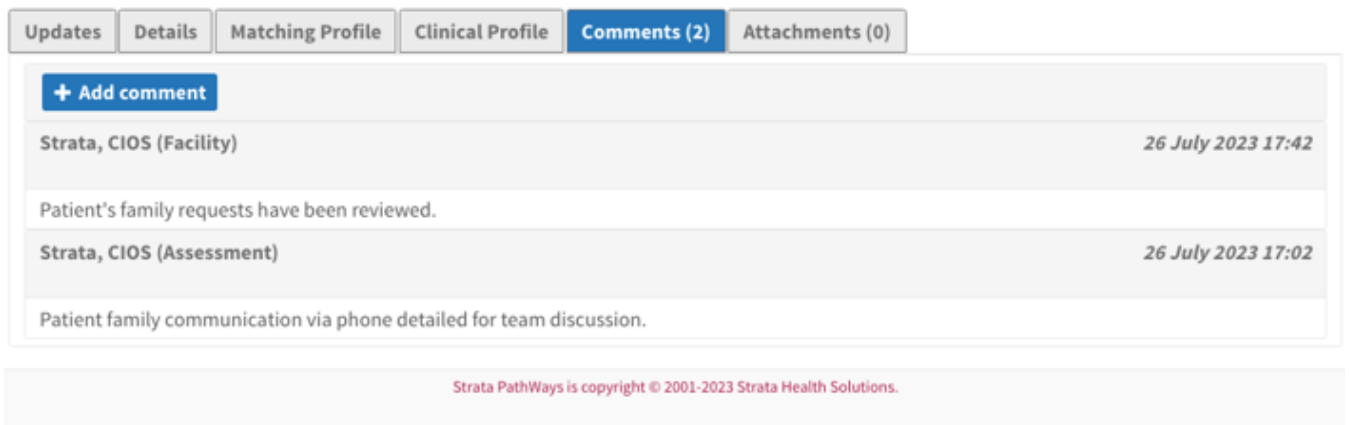 Updates Details Matching Profile Clinical Profile Comments (2) Attachments (0)
+ Add comment
Strata, CIOS (Facility) 26 July 2023 17:42
Patient's family requests have been reviewed.
Strata, CIOS (Assessment) 26 July 2023 17:02
Patient family communication via phone detailed for team discussion.
Strata PathWays is copyright © 2001-2023 Strata Health Solutions.